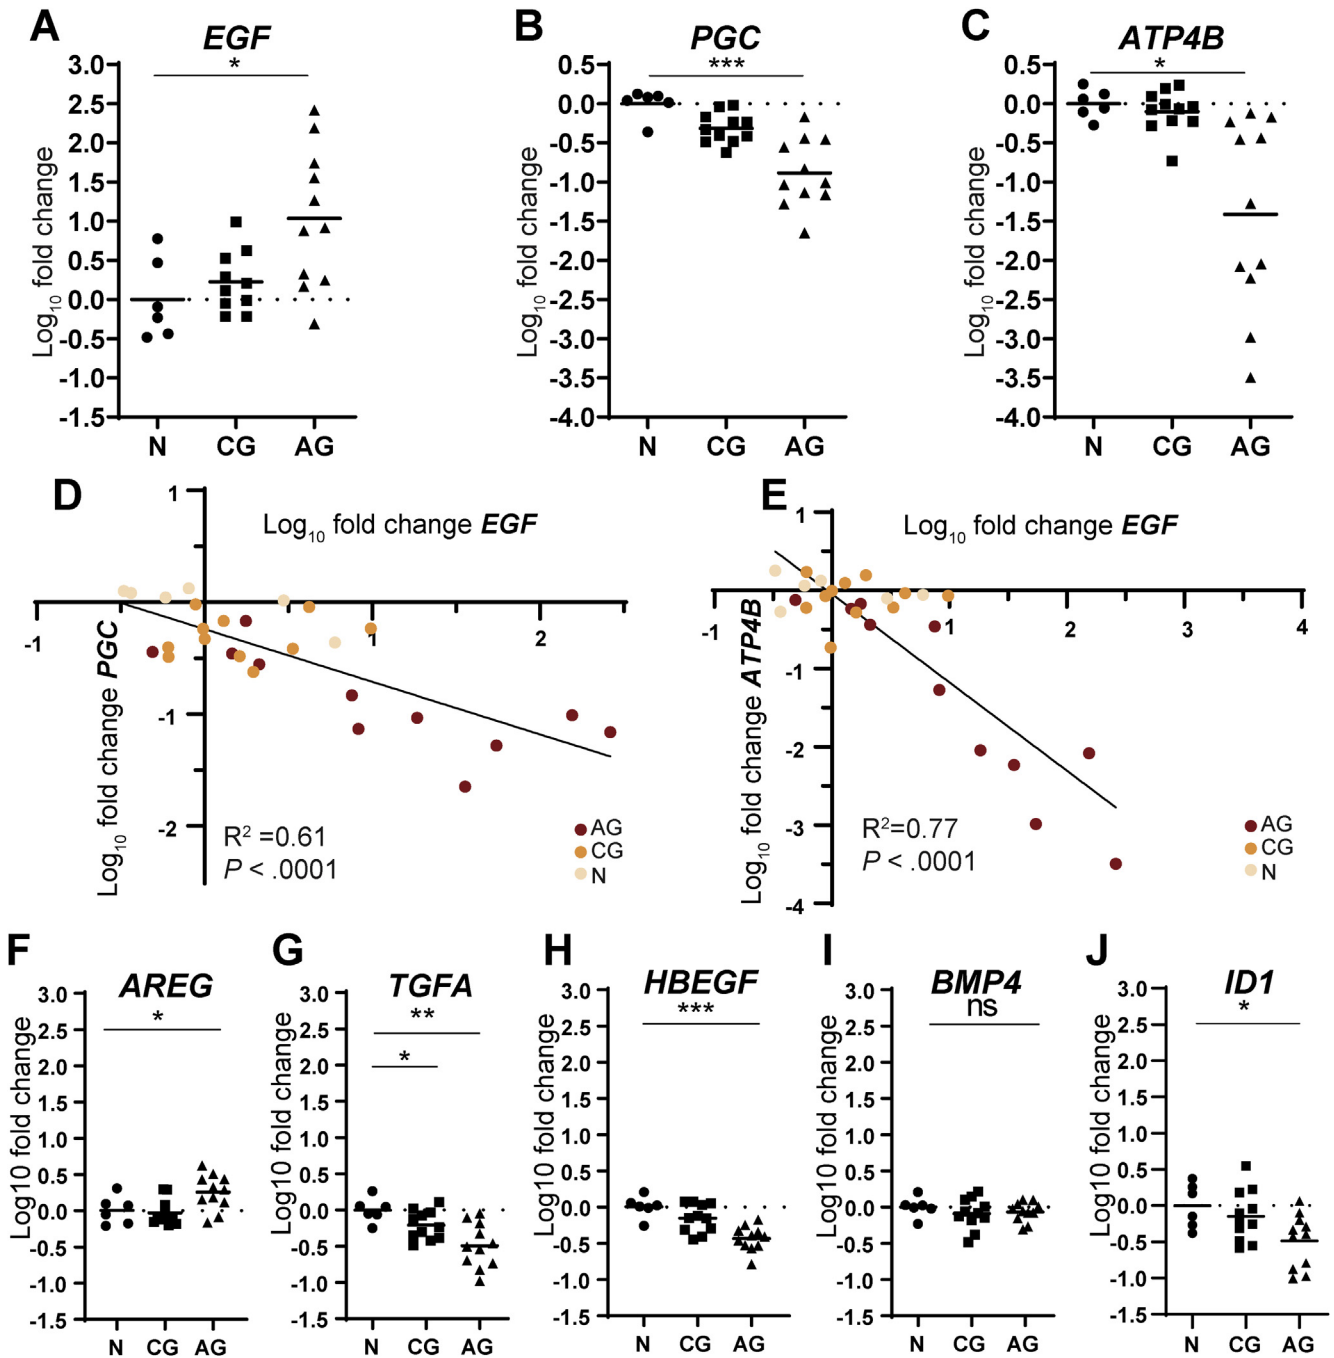 A
EGF
*
Log10 fold change
3.0
2.5
2.0
1.5
1.0
0.5
0.0
-0.5
-1.0
-1.5
N CG AG
B
PGC
***
Log10 fold change
0.5
0.0
-0.5
-1.0
-1.5
-2.0
-2.5
-3.0
-3.5
-4.0
N CG AG
C
ATP4B
*
Log10 fold change
0.5
0.0
-0.5
-1.0
-1.5
-2.0
-2.5
-3.0
-3.5
-4.0
N CG AG
D
Log10 fold change EGF
Log10 fold change PGC
1
-1
-2
-1 1 2
R2 =0.61
P < .0001
AG
CG
N
E
Log10 fold change EGF
Log10 fold change ATP4B
1
-1
-2
-3
-4
-1 1 2 3 4
R2=0.77
P < .0001
AG
CG
N
F
AREG
*
Log10 fold change
3.0
2.5
2.0
1.5
1.0
0.5
0.0
-0.5
-1.0
-1.5
N CG AG
G
TGFA
**
*
Log10 fold change
3.0
2.5
2.0
1.5
1.0
0.5
0.0
-0.5
-1.0
-1.5
N CG AG
H
HBEGF
***
Log10 fold change
3.0
2.5
2.0
1.5
1.0
0.5
0.0
-0.5
-1.0
-1.5
N CG AG
I
BMP4
ns
Log10 fold change
3.0
2.5
2.0
1.5
1.0
0.5
0.0
-0.5
-1.0
-1.5
N CG AG
J
ID1
*
Log10 fold change
3.0
2.5
2.0
1.5
1.0
0.5
0.0
-0.5
-1.0
-1.5
N CG AG